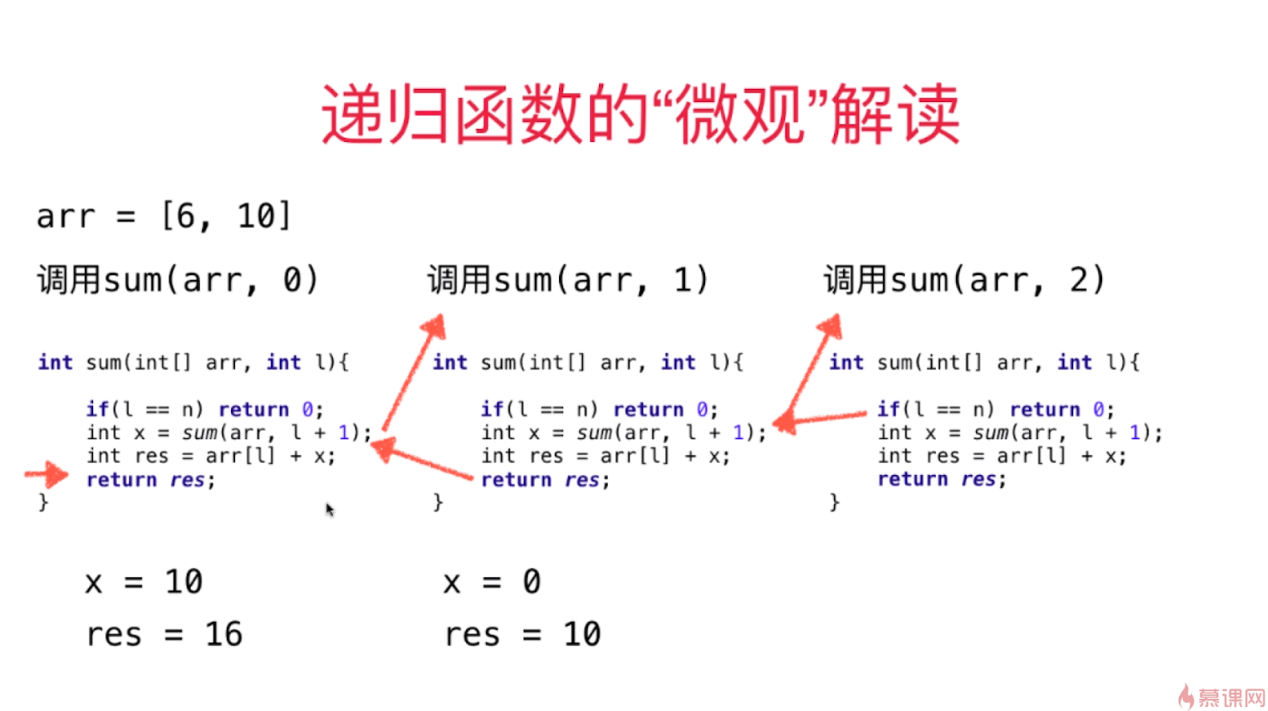 递归函数的“微观”解读
arr = [6, 10]
调用sum(arr, 0)
int sum(int[] arr, int l){
if(l == n) return 0;
int x = sum(arr, l + 1);
int res = arr[l] + x;
return res;
}
x = 10
res = 16
调用sum(arr, 1)
int sum(int[] arr, int l){
if(l == n) return 0;
int x = sum(arr, l + 1);
int res = arr[l] + x;
return res;
}
x = 0
res = 10
调用sum(arr, 2)
int sum(int[] arr, int l){
if(l == n) return 0;
int x = sum(arr, l + 1);
int res = arr[l] + x;
return res;
}
慕课网